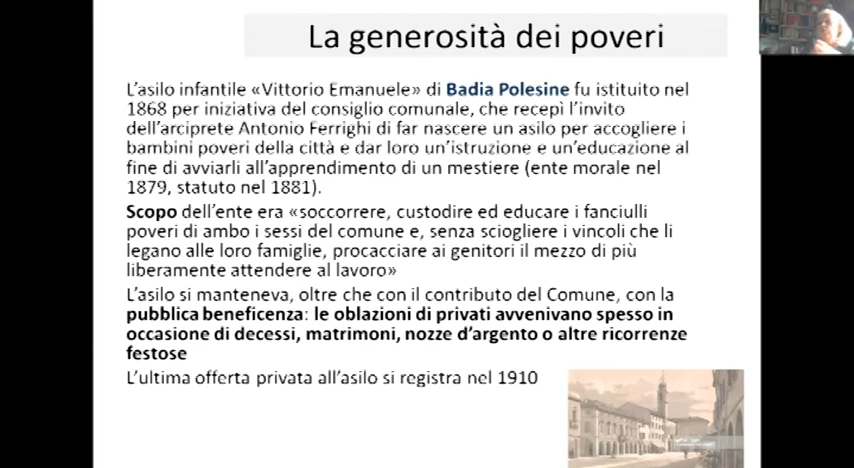 La generosità dei poveri
L'asilo infantile «Vittorio Emanuele» di Badia Polesine fu istituito nel
1868 per iniziativa del consiglio comunale, che recepì l'invito
dell'arciprete Antonio Ferrighi di far nascere un asilo per accogliere i
bambini poveri della città e dar loro un'istruzione e un'educazione al
fine di avviarli all'apprendimento di un mestiere (ente morale nel
1879, statuto nel 1881).
Scopo dell'ente era «soccorrere, custodire ed educare i fanciulli
poveri di ambo i sessi del comune e, senza sciogliere i vincoli che li
legano alle loro famiglie, procacciare ai genitori il mezzo di più
liberamente attendere al lavoro»
L'asilo si manteneva, oltre che con il contributo del Comune, con la
pubblica beneficenza: le oblazioni di privati avvenivano spesso in
occasione di decessi, matrimoni, nozze d'argento o altre ricorrenze
festose
L'ultima offerta privata all'asilo si registra nel 1910